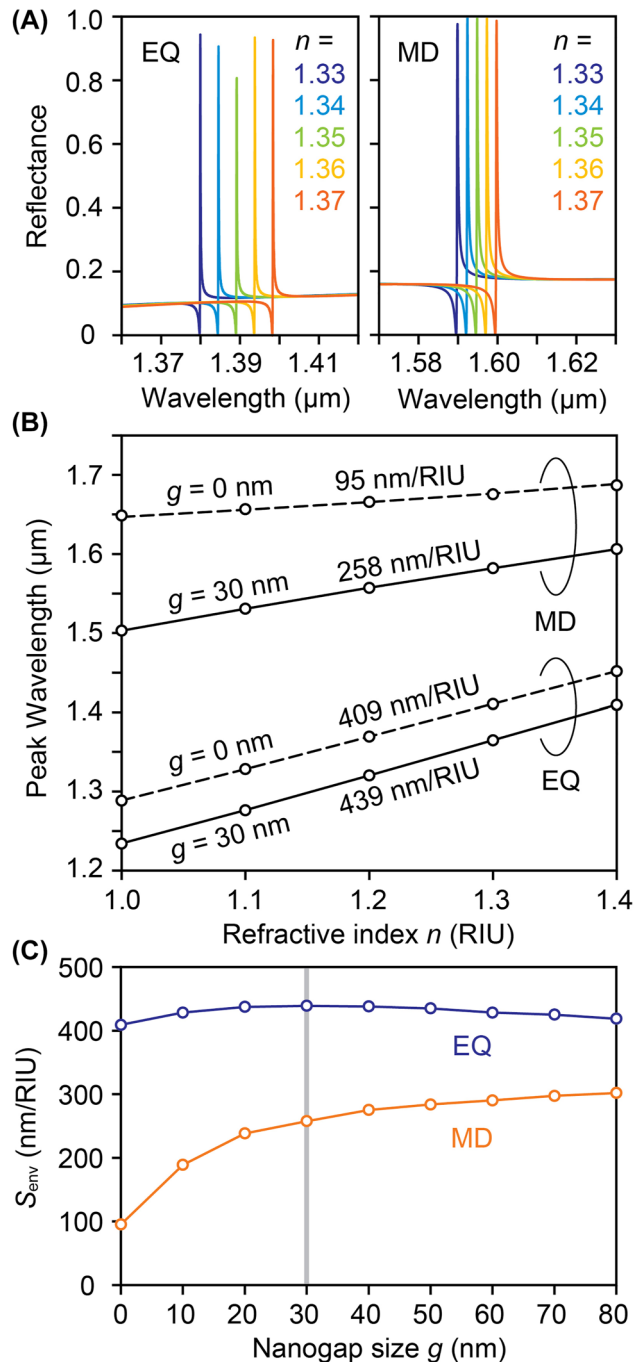 (A)
EQ
n =
1.33
1.34
1.35
1.36
1.37
MD
n =
1.33
1.34
1.35
1.36
1.37
1.0
0.8
0.6
0.4
0.2
0
Reflectance
1.37 1.39 1.41
1.58 1.60 1.62
Wavelength (µm)
Wavelength (µm)
(B)
1.7
1.6
1.5
1.4
1.3
1.2
Peak Wavelength (µm)
g = 0 nm
95 nm/RIU
g = 30 nm
258 nm/RIU
MD
g = 0 nm
409 nm/RIU
g = 30 nm
439 nm/RIU
EQ
1.0 1.1 1.2 1.3 1.4
Refractive index n (RIU)
(C)
500
400
300
200
100
0
Senv (nm/RIU)
EQ
MD
0 10 20 30 40 50 60 70 80
Nanogap size g (nm)